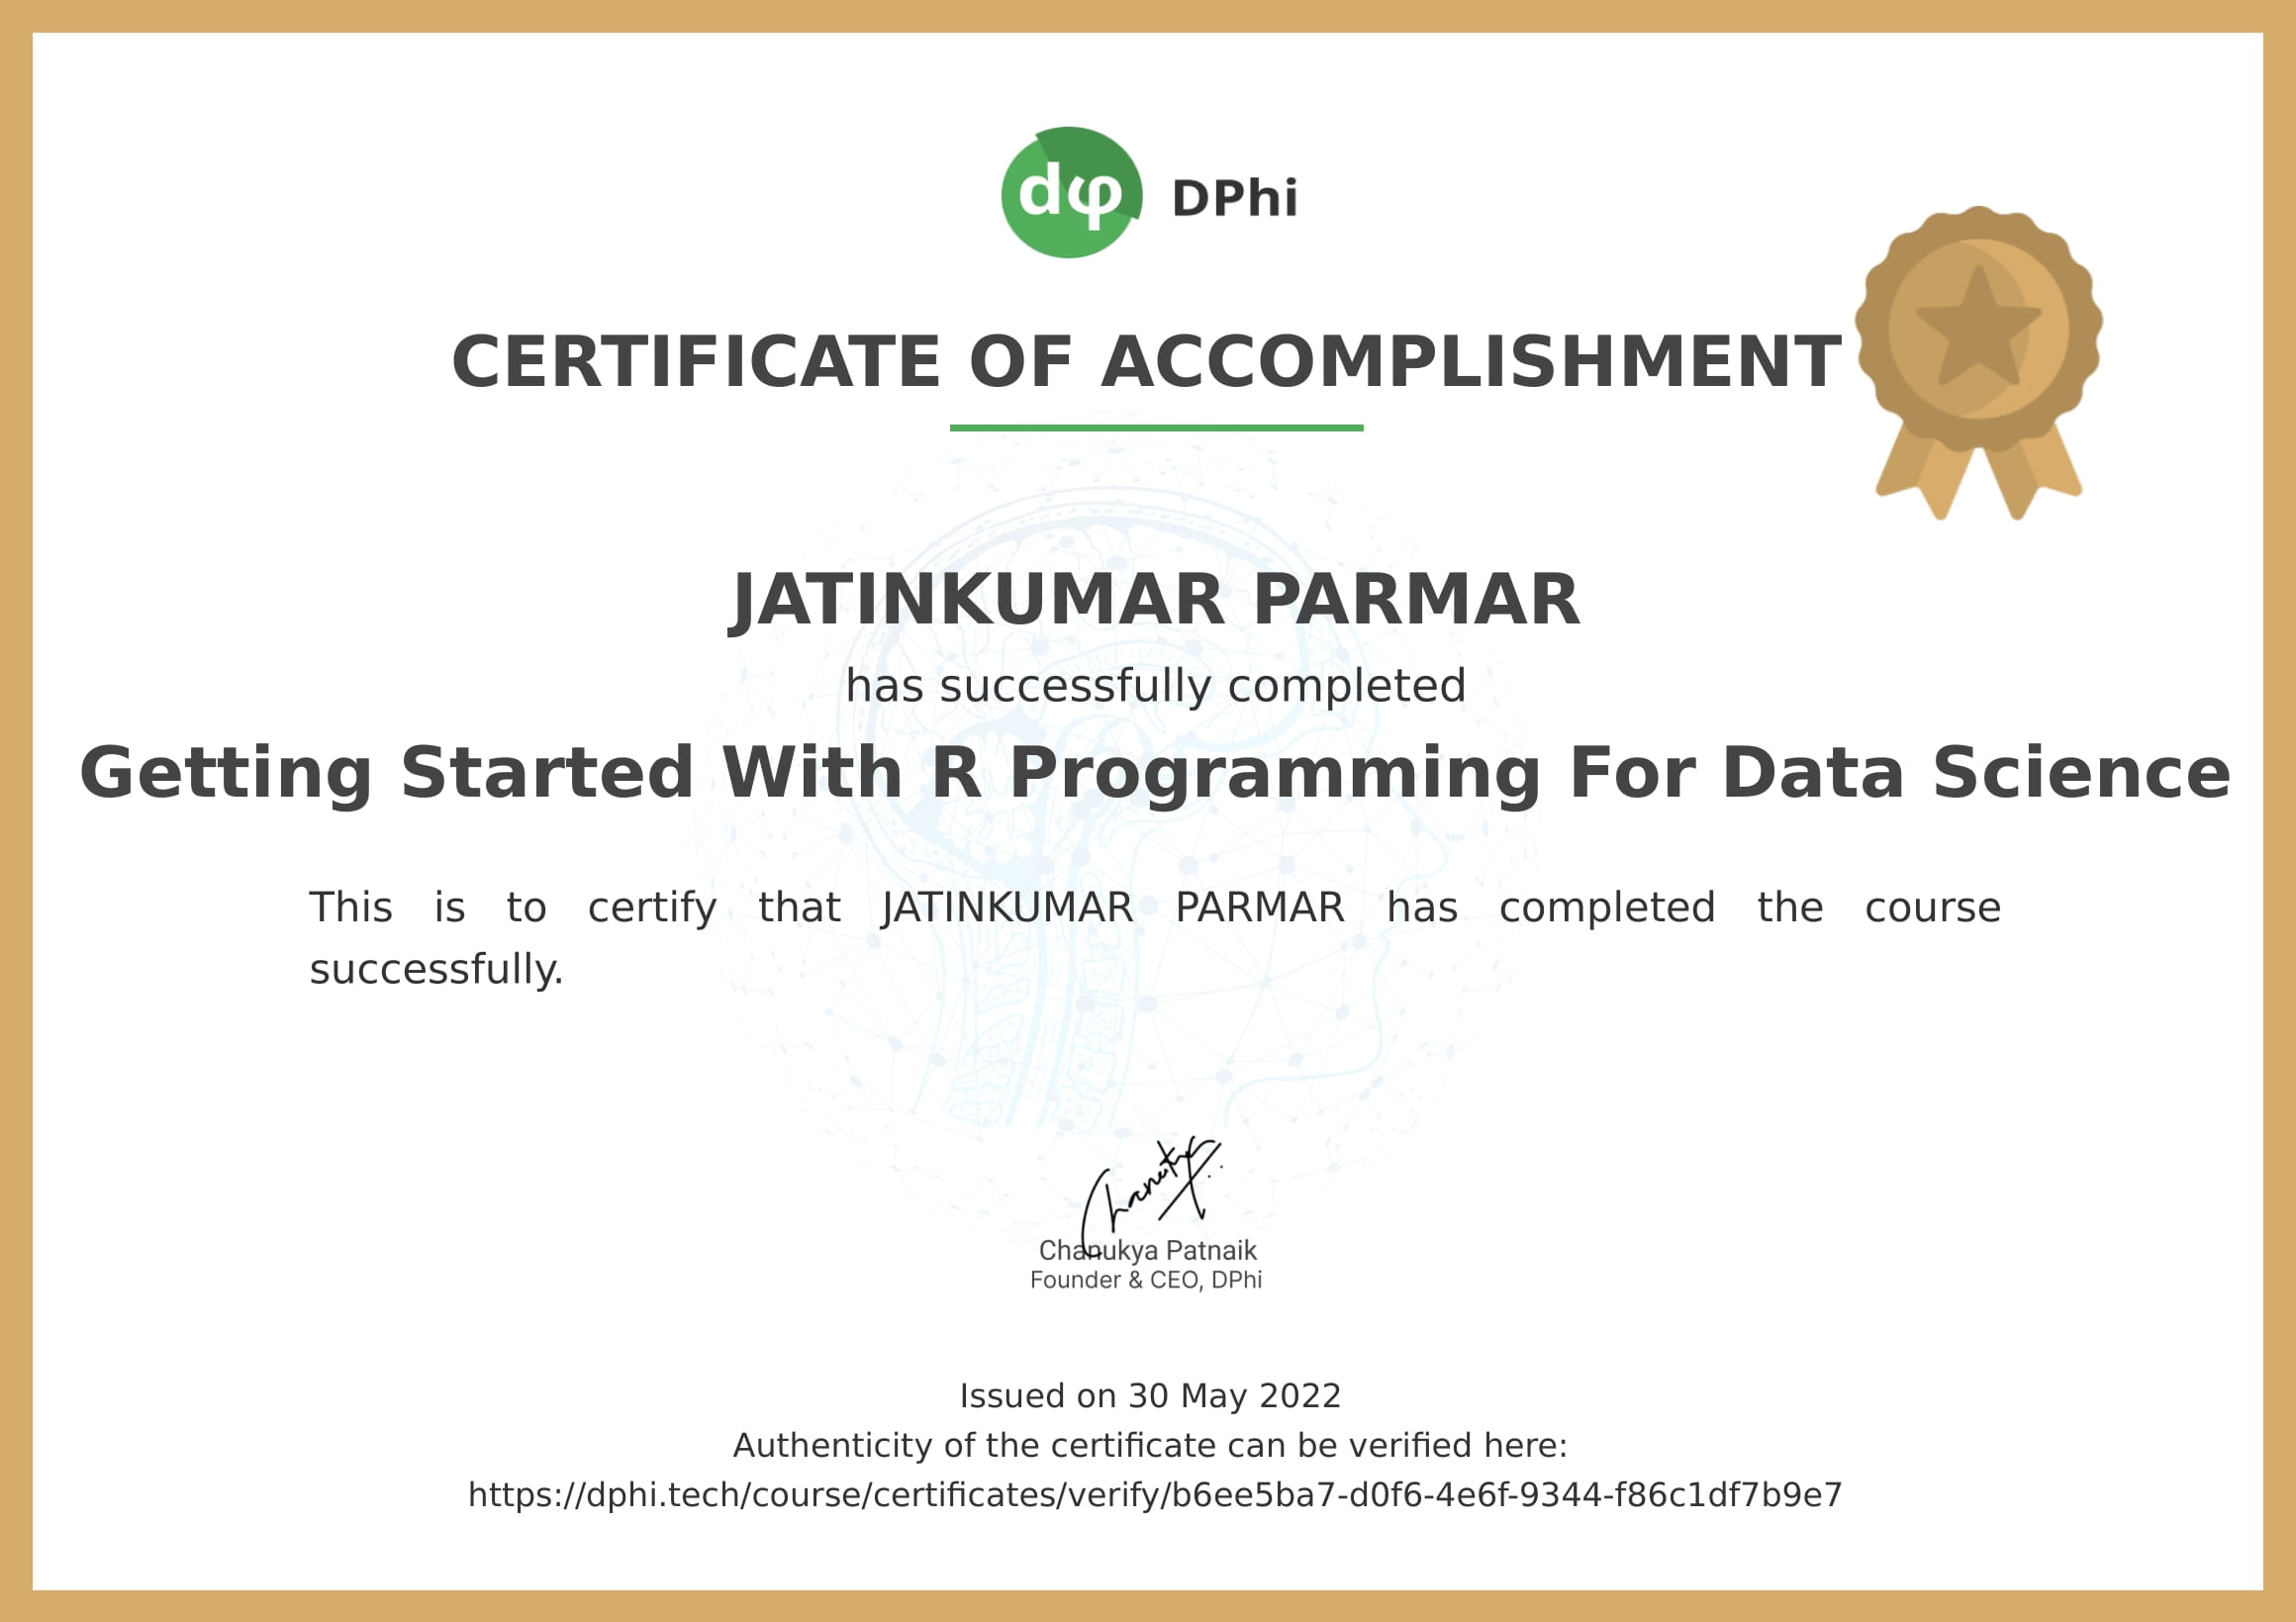 dφ DPhi
CERTIFICATE OF ACCOMPLISHMENT
JATINKUMAR PARMAR
has successfully completed
Getting Started With R Programming For Data Science
This is to certify that JATINKUMAR PARMAR has completed the course
successfully.
Chanukya Patnaik
Founder & CEO, DPhi
Issued on 30 May 2022
Authenticity of the certificate can be verified here:
https://dphi.tech/course/certificates/verify/b6ee5ba7-d0f6-4e6f-9344-f86c1df7b9e7